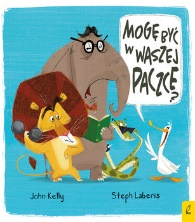 MOGĘ BYĆ
W WASZEJ
PACZCE?
John Kelly
Steph Laberis